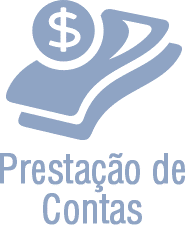 $
Prestação de
Contas